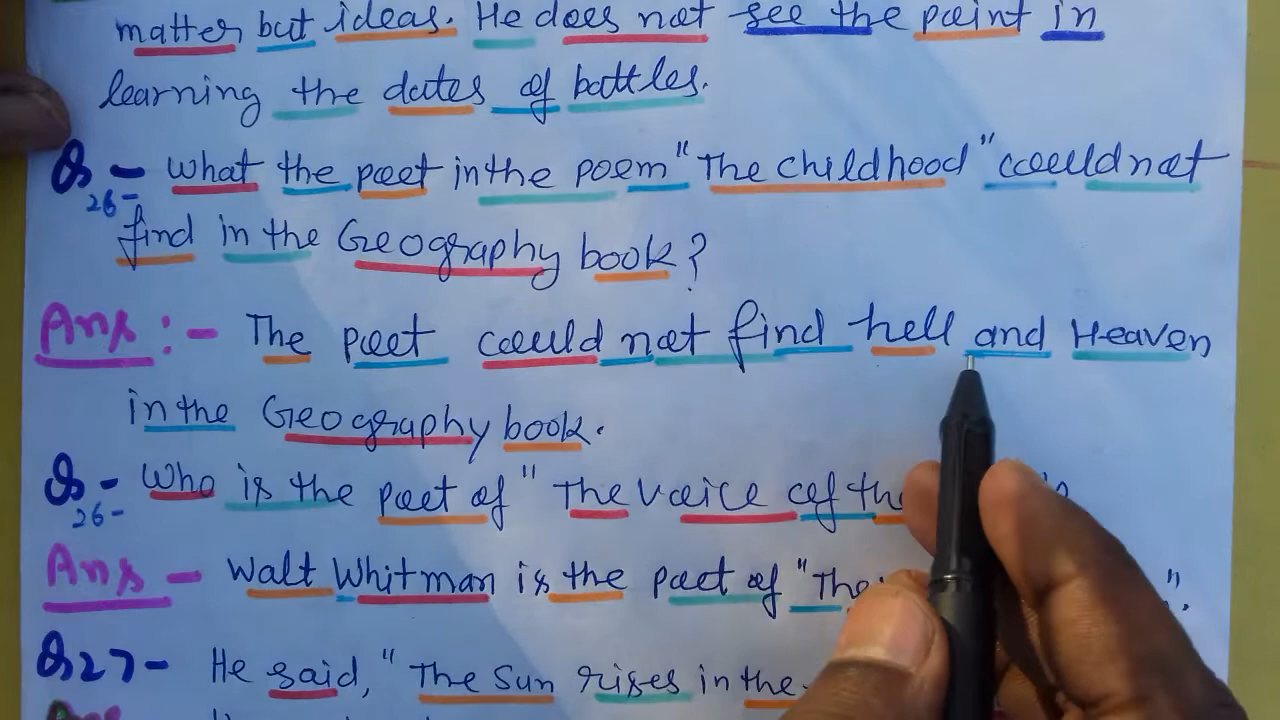 matter but ideas. He does not see the point in
learning the dates of battles.
Q26- What the poet in the poem "The childhood" could not
find in the Geography book?
Ans:- The poet could not find hell and Heaven
in the Geography book.
Q26- Who is the poet of "The Voice of the
Ans- Walt Whitman is the poet of "The ".
Q27- He said, "The Sun rises in the